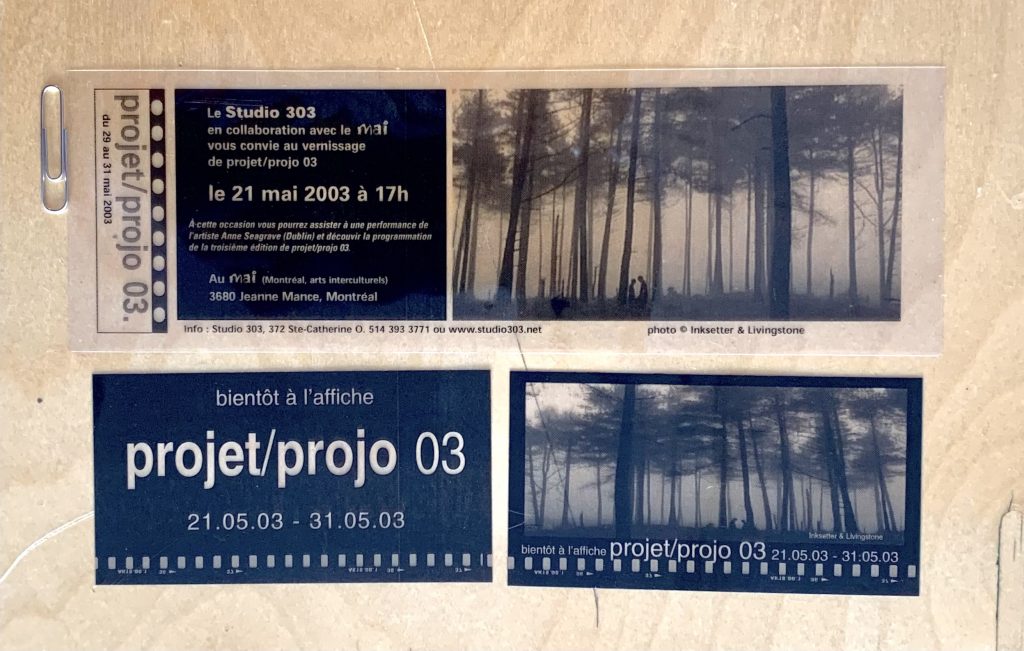 projet/projo 03.
du 29 au 31 mai 2003
Le Studio 303
en collaboration avec le mai
vous convie au vernissage
de projet/projo 03
le 21 mai 2003 à 17h
À cette occasion vous pourrez assister à une performance de
l'artiste Anne Seagrave (Dublin) et découvir la programmation
de la troisième édition de projet/projo 03.
Au mai (Montréal, arts interculturels)
3680 Jeanne Mance, Montréal
Info : Studio 303, 372 Ste-Catherine O. 514 393 3771 ou www.studio303.net
photo © Inksetter & Livingstone
bientôt à l'affiche
projet/projo 03
21.05.03 - 31.05.03
Inksetter & Livingstone
bientôt à l'affiche projet/projo 03 21.05.03 - 31.05.03